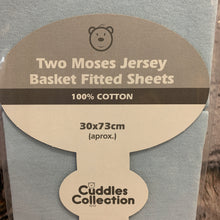 Two Moses Jersey
Basket Fitted Sheets
100% COTTON
30x73cm
(aprox.)
Cuddles
Collection